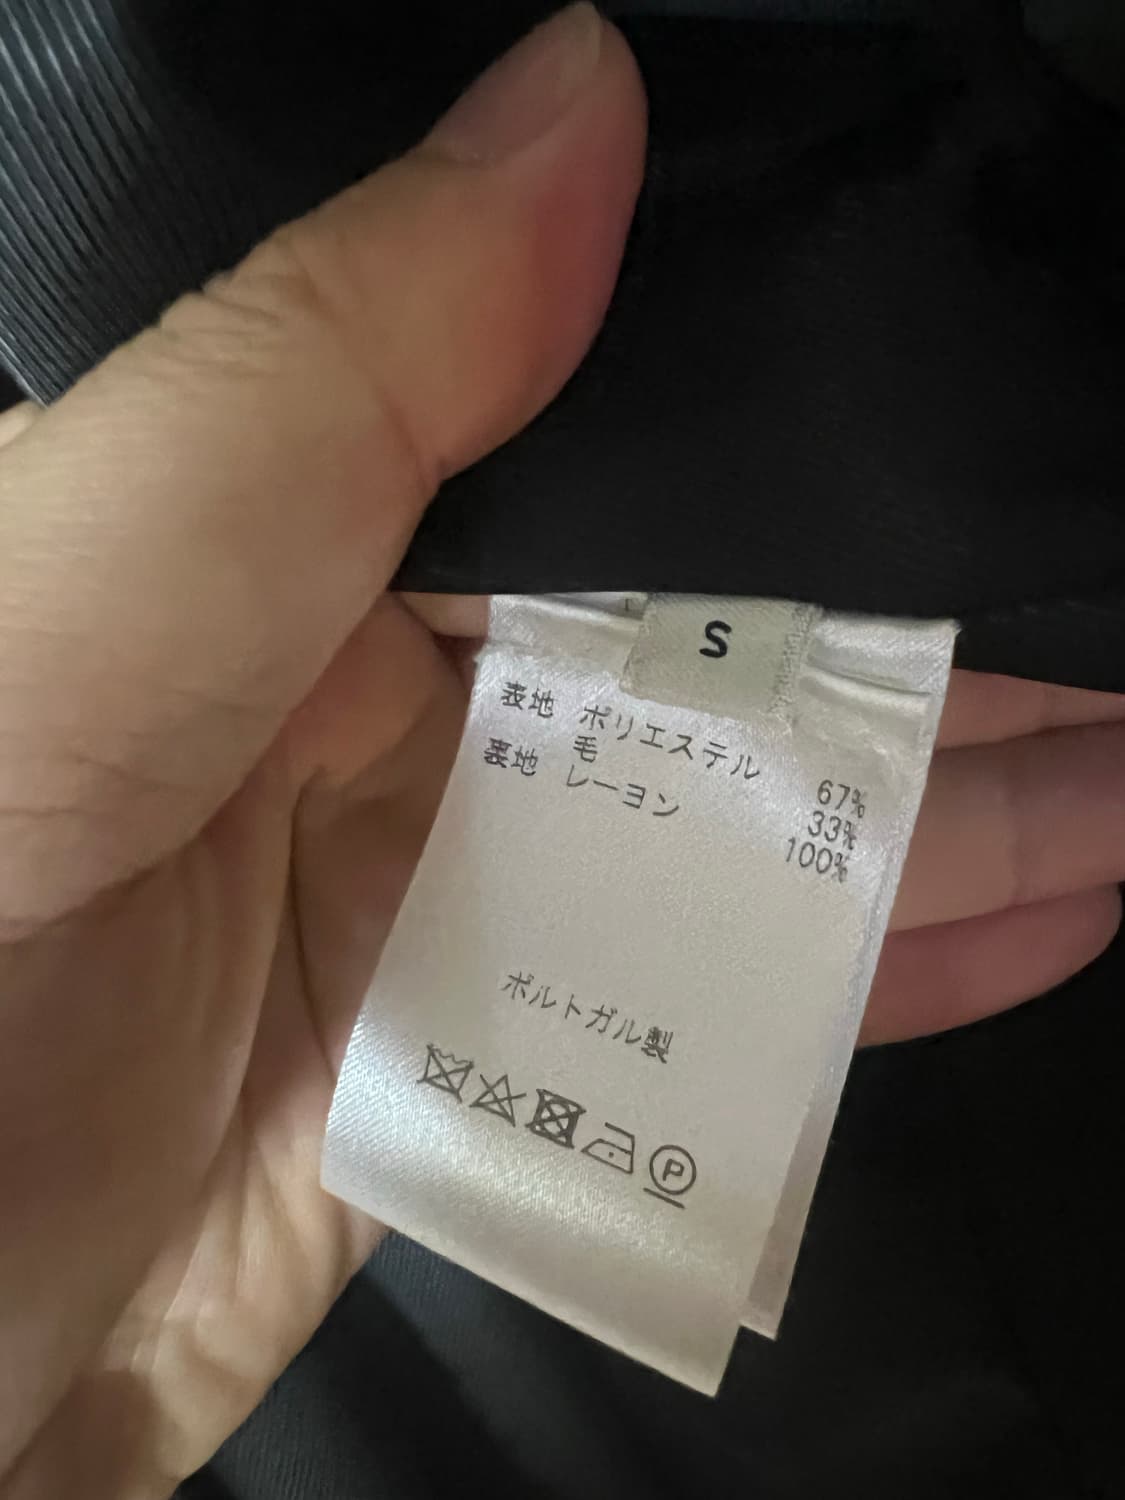 S
表地 ポリエステル 67%
毛 33%
裏地 レーヨン 100%
ポルトガル製
P